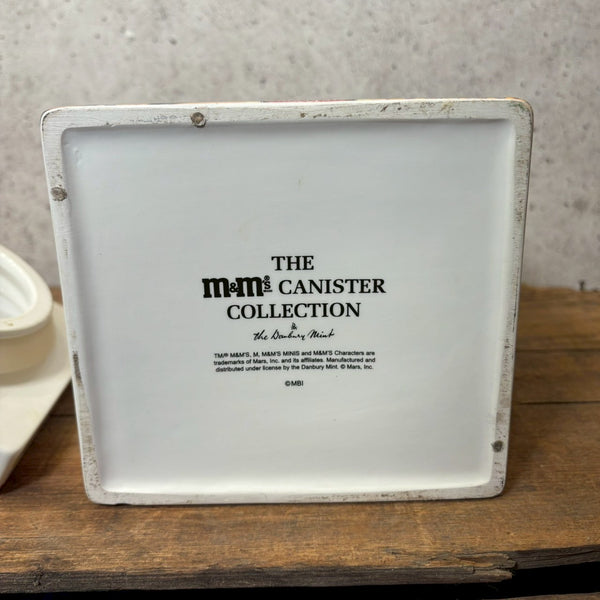 THE
m&m's® CANISTER
COLLECTION
&
the Danbury Mint
TM/® M&M'S, M, M&M'S MINIS and M&M'S Characters are
trademarks of Mars, Inc. and its affiliates. Manufactured and
distributed under license by the Danbury Mint. © Mars, Inc.
©MBI